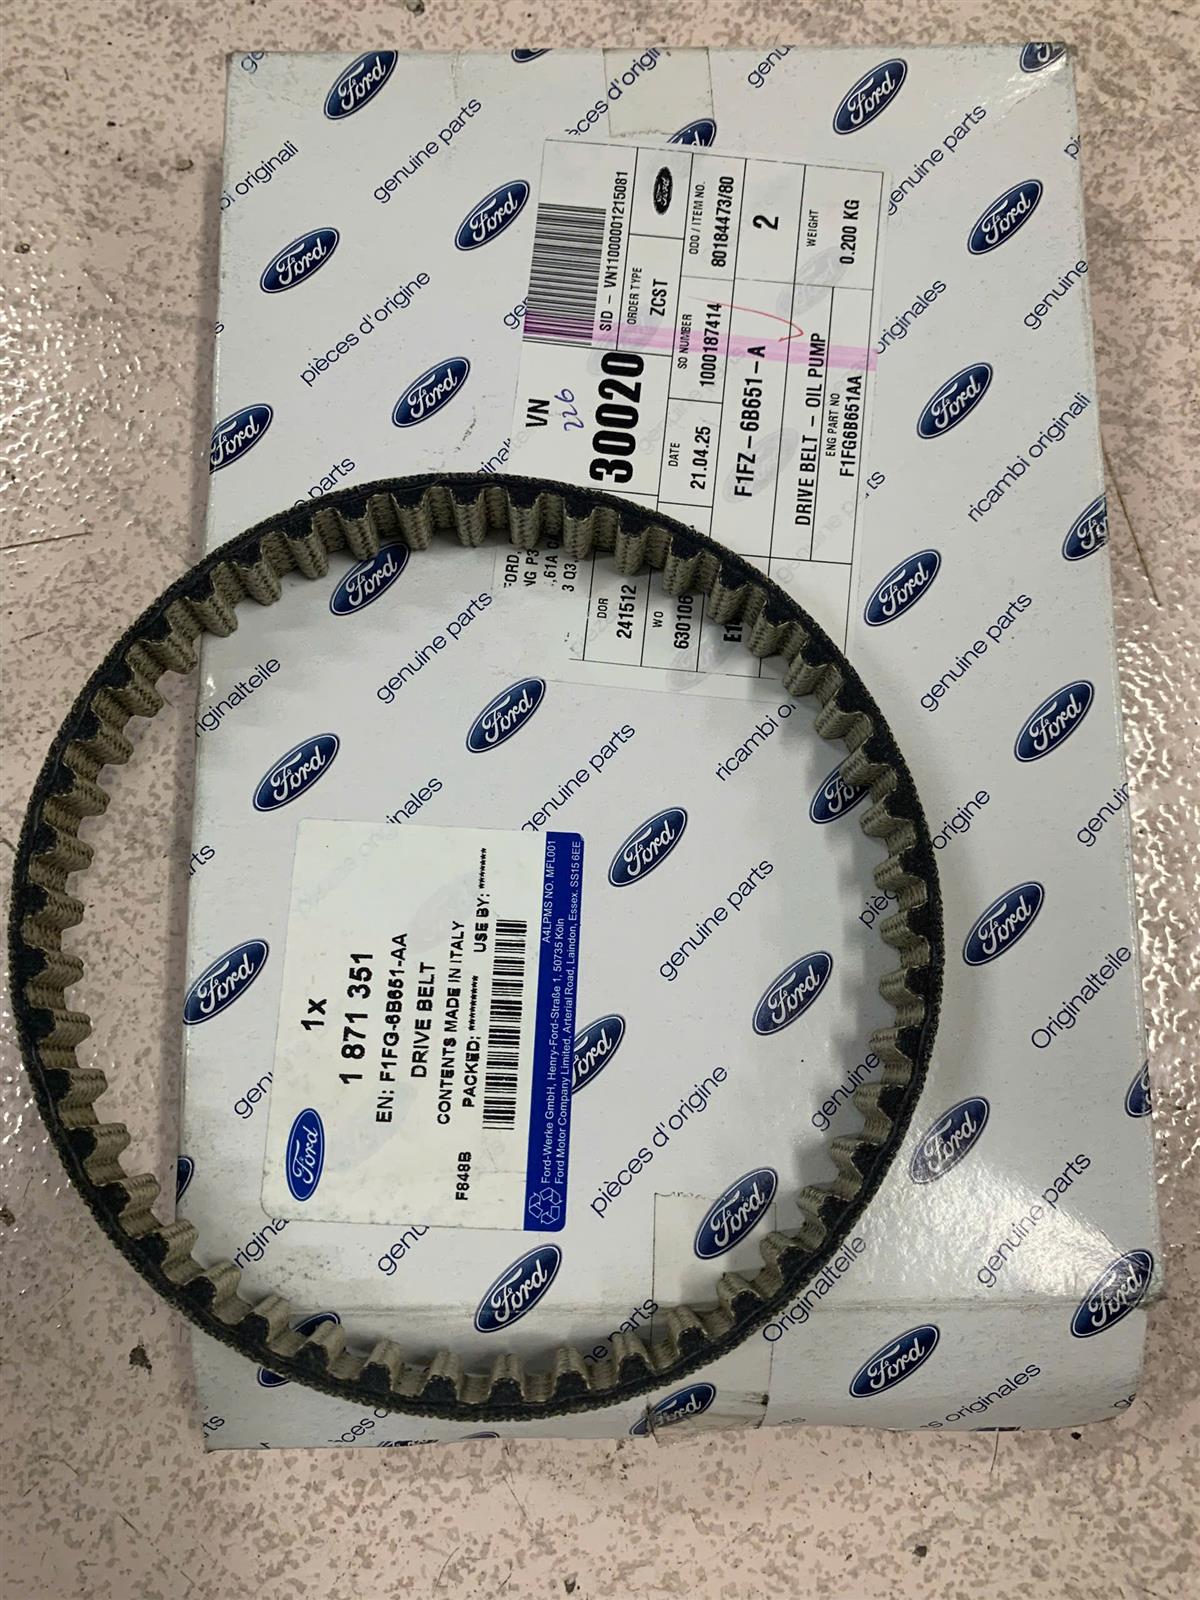 SID - VN11000001215081
VN
226
30020
ORDER TYPE
ZCST
Ford
DATE
21.04.25
SO NUMBER
1000187414
ODO / ITEM NO.
80184473/80
F1FZ - 6B651 - A
2
DRIVE BELT - OIL PUMP
WEIGHT
0.200 KG
ENG PART NO
F1FG6B651AA
DOR
241512
WO
630106
1x
1 871 351
EN: F1FG-6B651-AA
DRIVE BELT
CONTENTS MADE IN ITALY
PACKED: ******** USE BY: ********
F848B
Ford
A4LPMS NO. MFL001
Ford-Werke GmbH, Henry-Ford-Straße 1, 50735 Köln
Ford Motor Company Limited, Arterial Road, Laindon, Essex. SS15 6EE
Ford
genuine parts
pièces d'origine
ricambi originali
Originalteile